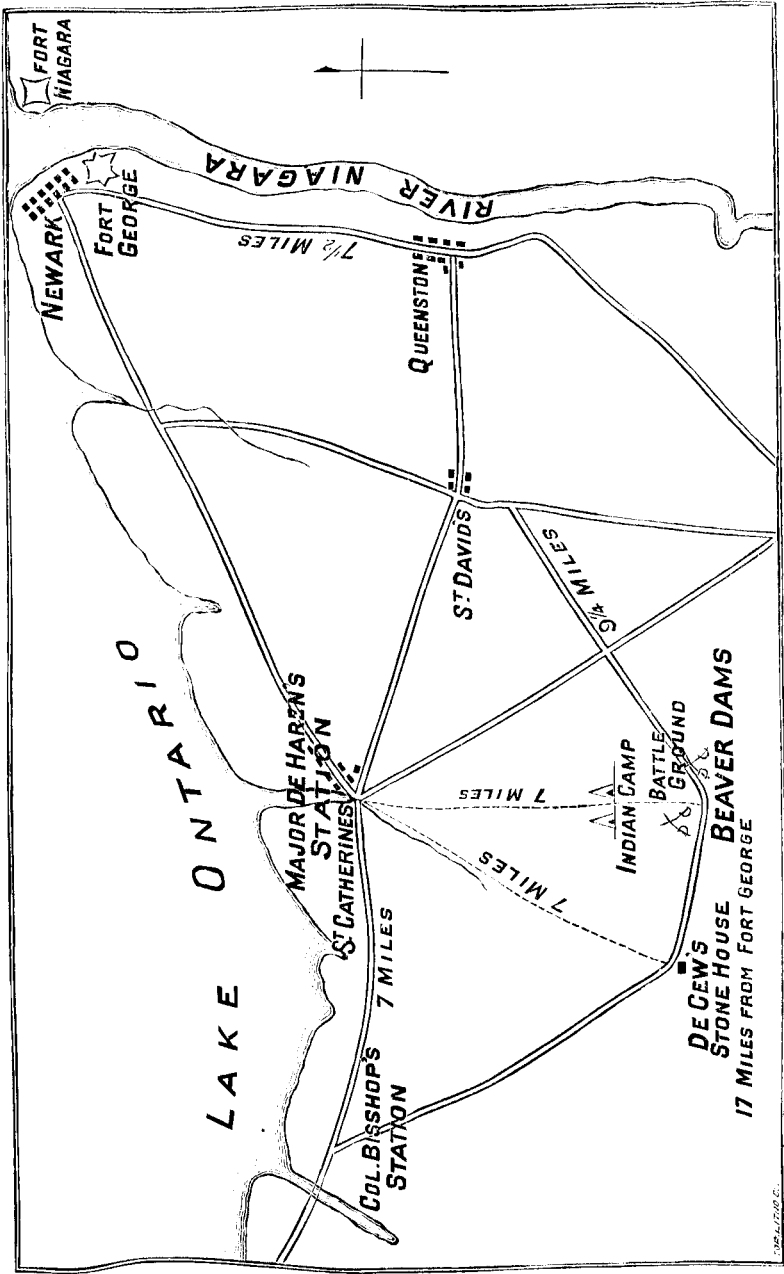 FORT
NIAGARA
NEWARK
FORT
GEORGE
RIVER NIAGARA
7½ MILES
QUEENSTON
ST DAVID'S
9¼ MILES
LAKE ONTARIO
MAJOR DE HAREN'S
STATION
ST CATHERINES
7 MILES
7 MILES
7 MILES
INDIAN CAMP
BATTLE
GROUND
BEAVER DAMS
COL. BISSHOP'S
STATION
DE CEW'S
STONE HOUSE
17 MILES FROM FORT GEORGE